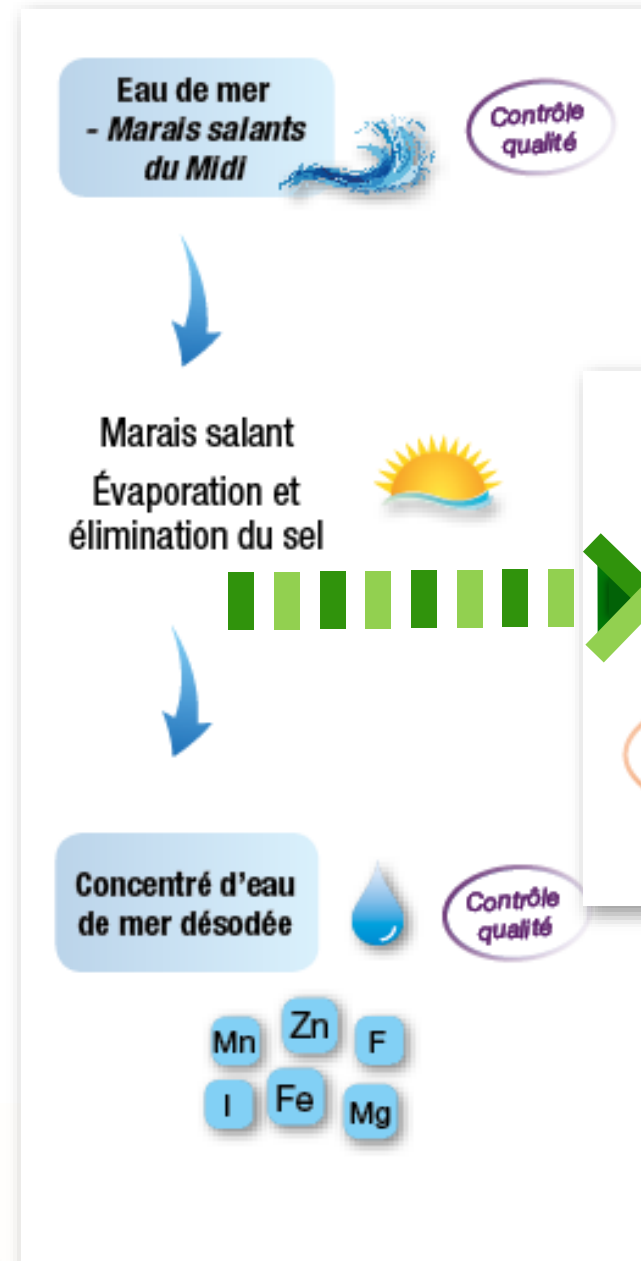 Eau de mer
- Marais salants
du Midi
Contrôle
qualité
Marais salant
Évaporation et
élimination du sel
Concentré d'eau
de mer désodée
Contrôle
qualité
Mn
Zn
F
I
Fe
Mg